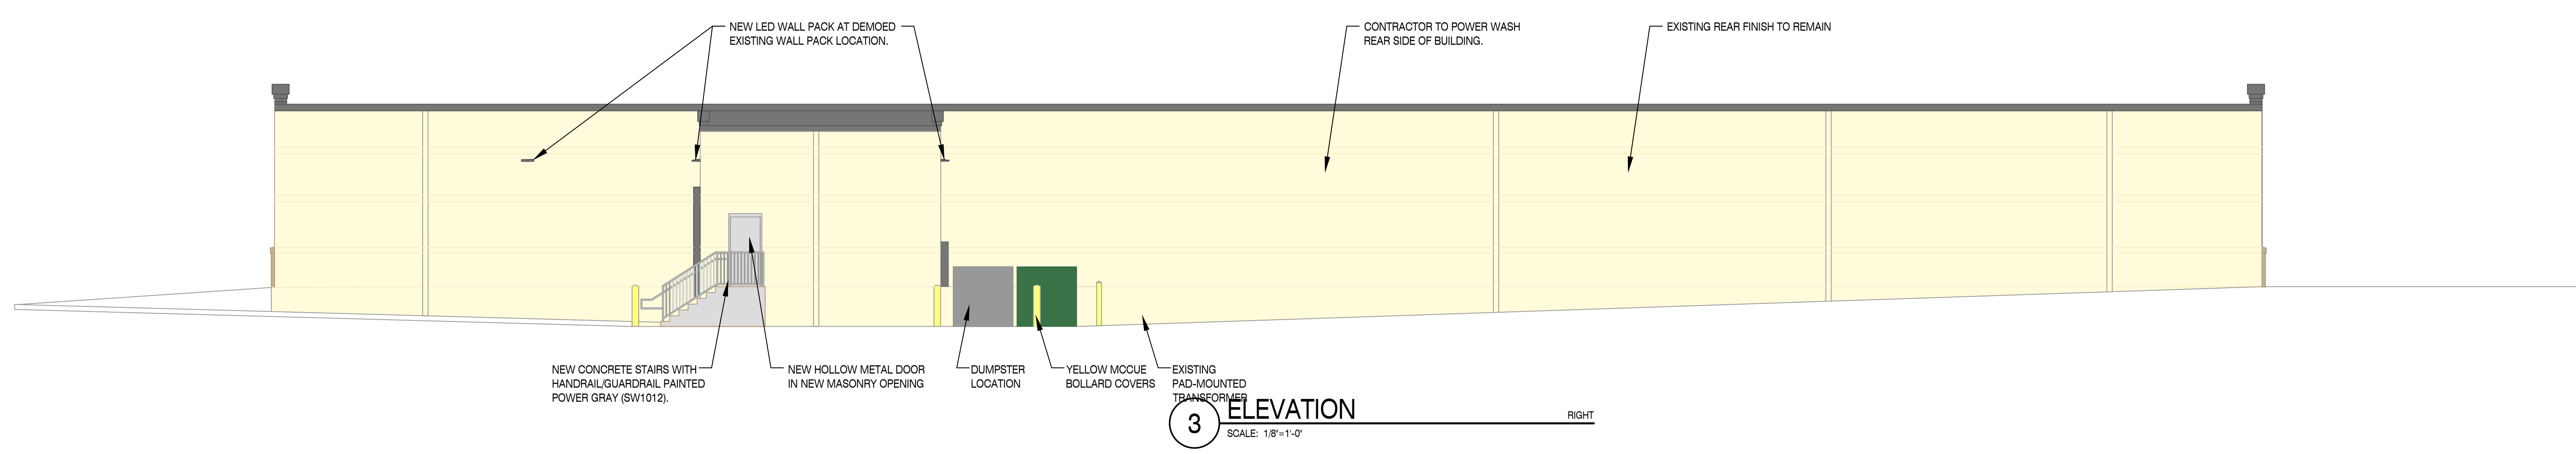 NEW LED WALL PACK AT DEMOED
EXISTING WALL PACK LOCATION.
CONTRACTOR TO POWER WASH
REAR SIDE OF BUILDING.
EXISTING REAR FINISH TO REMAIN
NEW CONCRETE STAIRS WITH
HANDRAIL/GUARDRAIL PAINTED
POWER GRAY (SW1012).
NEW HOLLOW METAL DOOR
IN NEW MASONRY OPENING
DUMPSTER
LOCATION
YELLOW MCCUE
BOLLARD COVERS
EXISTING
PAD-MOUNTED
TRANSFORMER
3
ELEVATION
RIGHT
SCALE: 1/8"=1'-0"